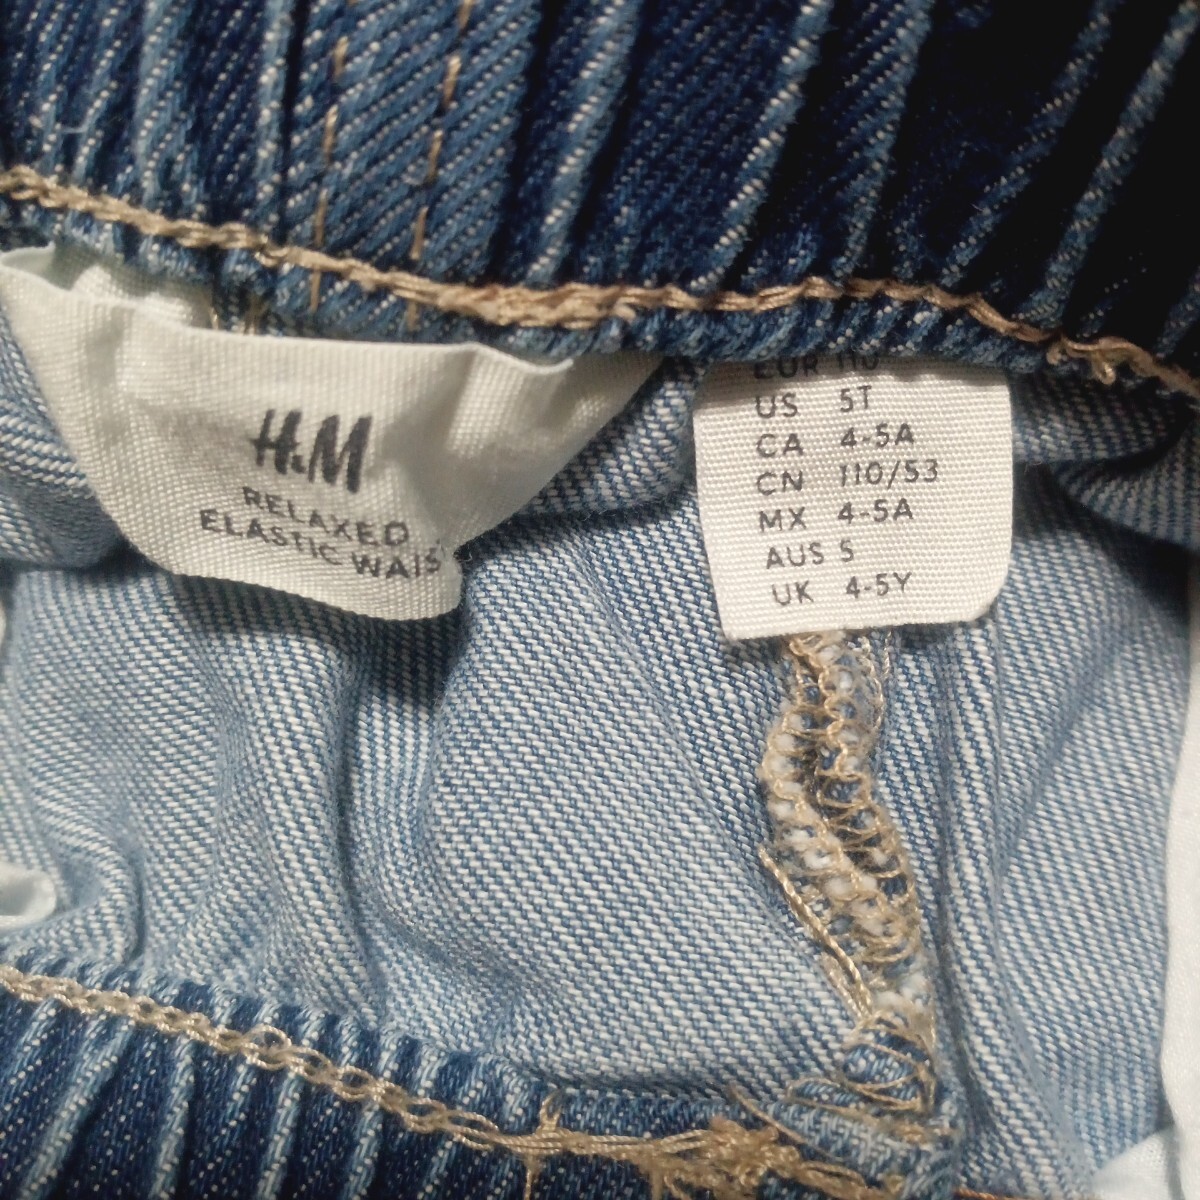 H&M
RELAXED
ELASTIC WAIS
EUR 110
US 5T
CA 4-5A
CN 110/53
MX 4-5A
AUS 5
UK 4-5Y